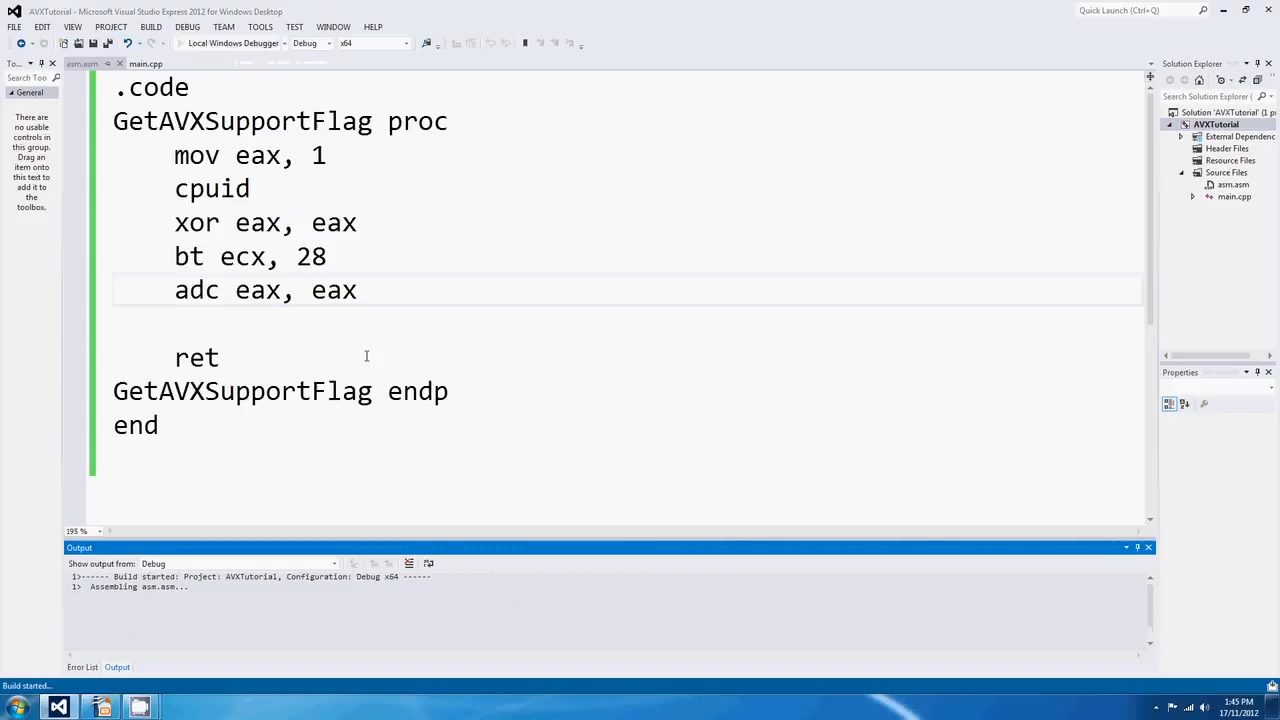 AVXTutorial - Microsoft Visual Studio Express 2012 for Windows Desktop
Quick Launch (Ctrl+Q)
FILE EDIT VIEW PROJECT BUILD DEBUG TEAM TOOLS TEST WINDOW HELP
Local Windows Debugger Debug x64
To...
asm.asm main.cpp
Solution Explorer
Search Too
General
There are
no usable
controls in
this group.
Drag an
item onto
this text to
add it to
the
toolbox.
.code
GetAVXSupportFlag proc
mov eax, 1
cpuid
xor eax, eax
bt ecx, 28
adc eax, eax
ret
GetAVXSupportFlag endp
end
195 %
Search Solution Explorer (
Solution 'AVXTutorial' (1 p
AVXTutorial
External Dependenc
Header Files
Resource Files
Source Files
asm.asm
main.cpp
Properties
Output
Show output from: Debug
1>------ Build started: Project: AVXTutorial, Configuration: Debug x64 ------
1> Assembling asm.asm...
Error List Output
Build started...
1:45 PM
17/11/2012